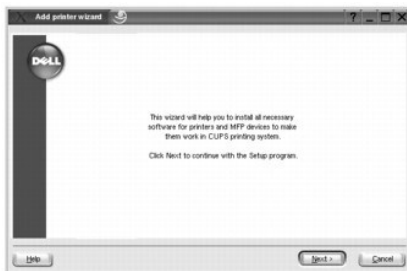 Add printer wizard
DELL
This wizard will help you to install all necessary
software for printers and MFP devices to make
them work in CUPS printing system.
Click Next to continue with the Setup program.
Help
Next >
Cancel